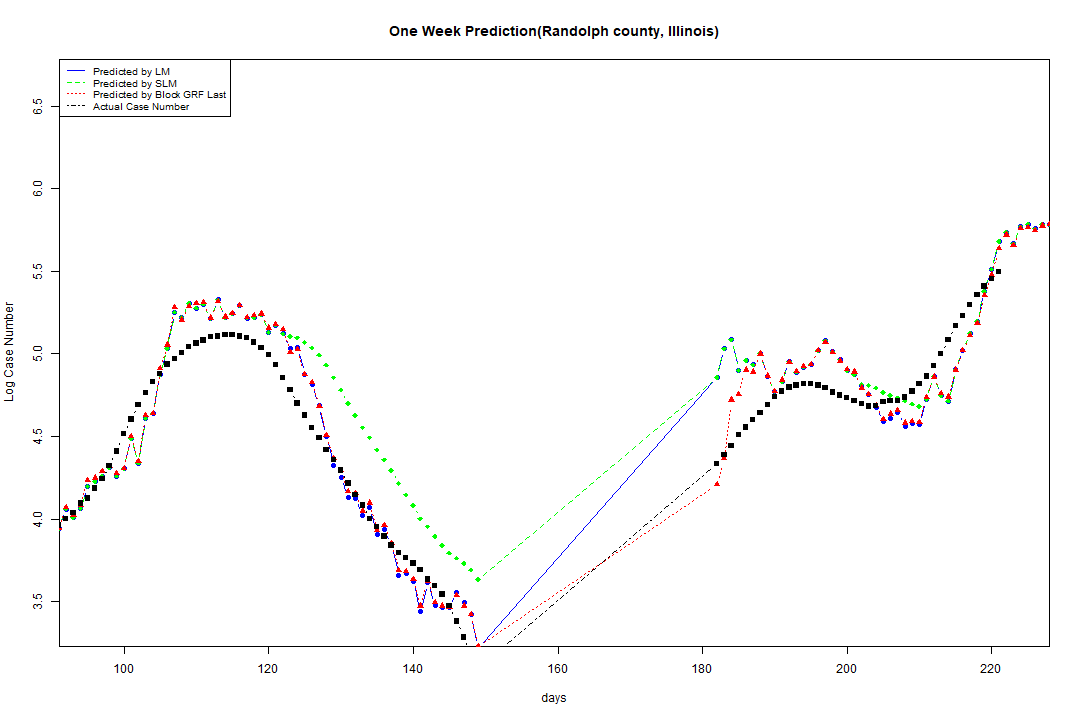 One Week Prediction(Randolph county, Illinois)
Predicted by LM
Predicted by SLM
Predicted by Block GRF Last
Actual Case Number
Log Case Number
6.5
6.0
5.5
5.0
4.5
4.0
3.5
100 120 140 160 180 200 220
days